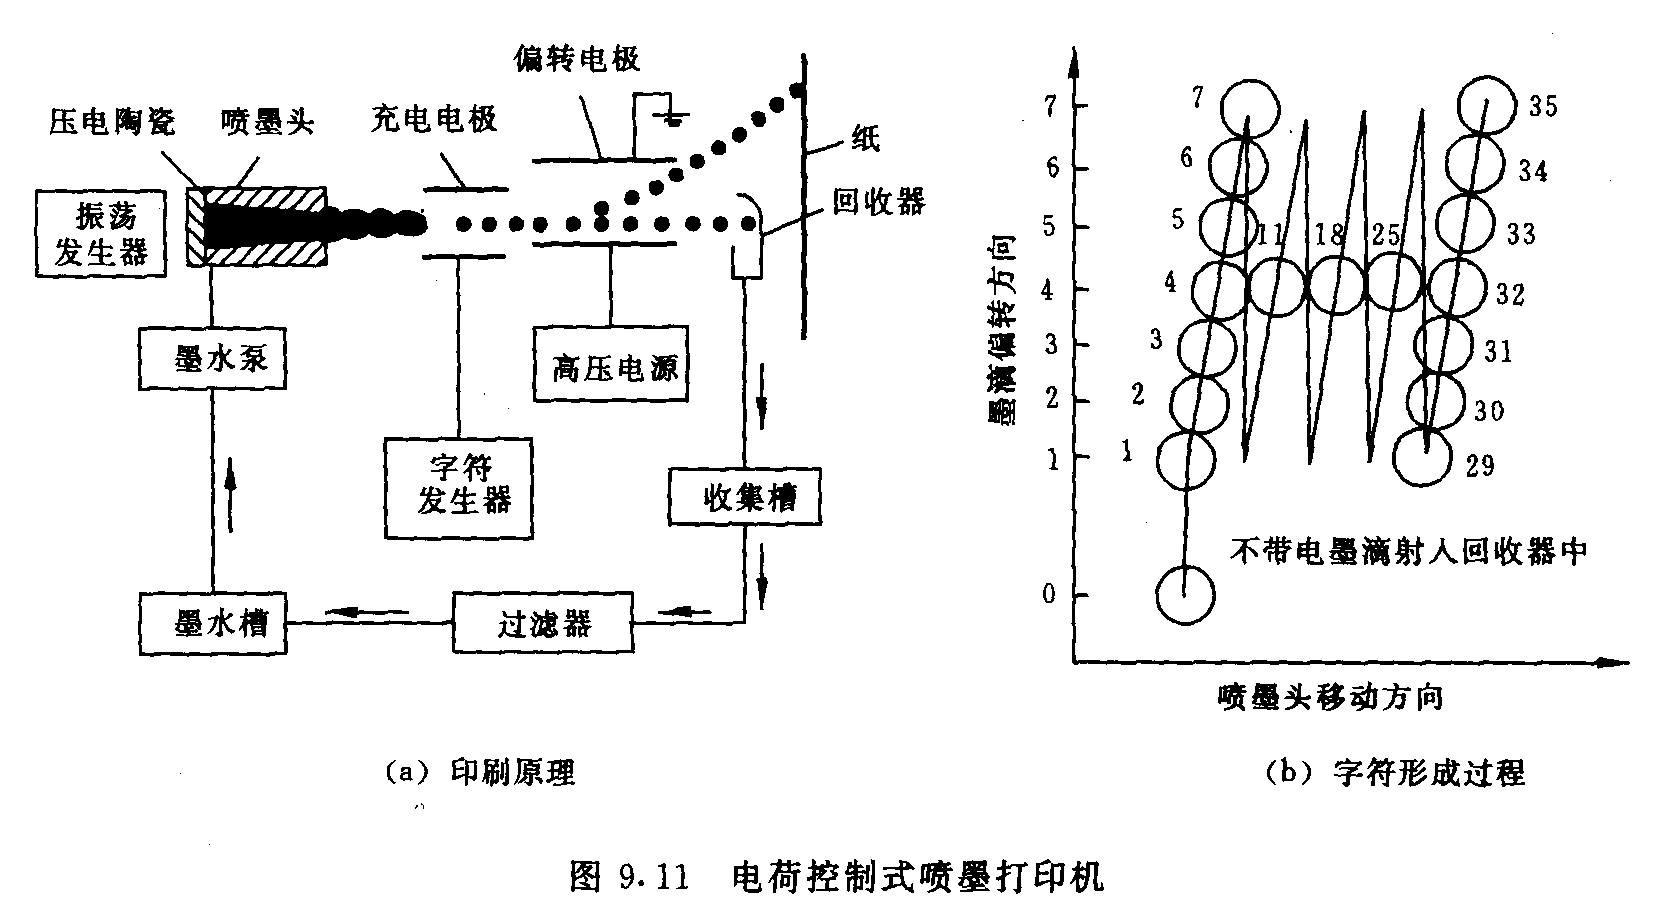 偏转电极
压电陶瓷
喷墨头
充电电极
纸
振荡
发生器
回收器
墨水泵
高压电源
字符
发生器
收集槽
墨水槽
过滤器
(a) 印刷原理
墨滴偏转方向
7
6
5
4
3
2
1
0
7
6
5
4
3
2
1
11
18
25
35
34
33
32
31
30
29
不带电墨滴射入回收器中
喷墨头移动方向
(b) 字符形成过程
图 9.11 电荷控制式喷墨打印机